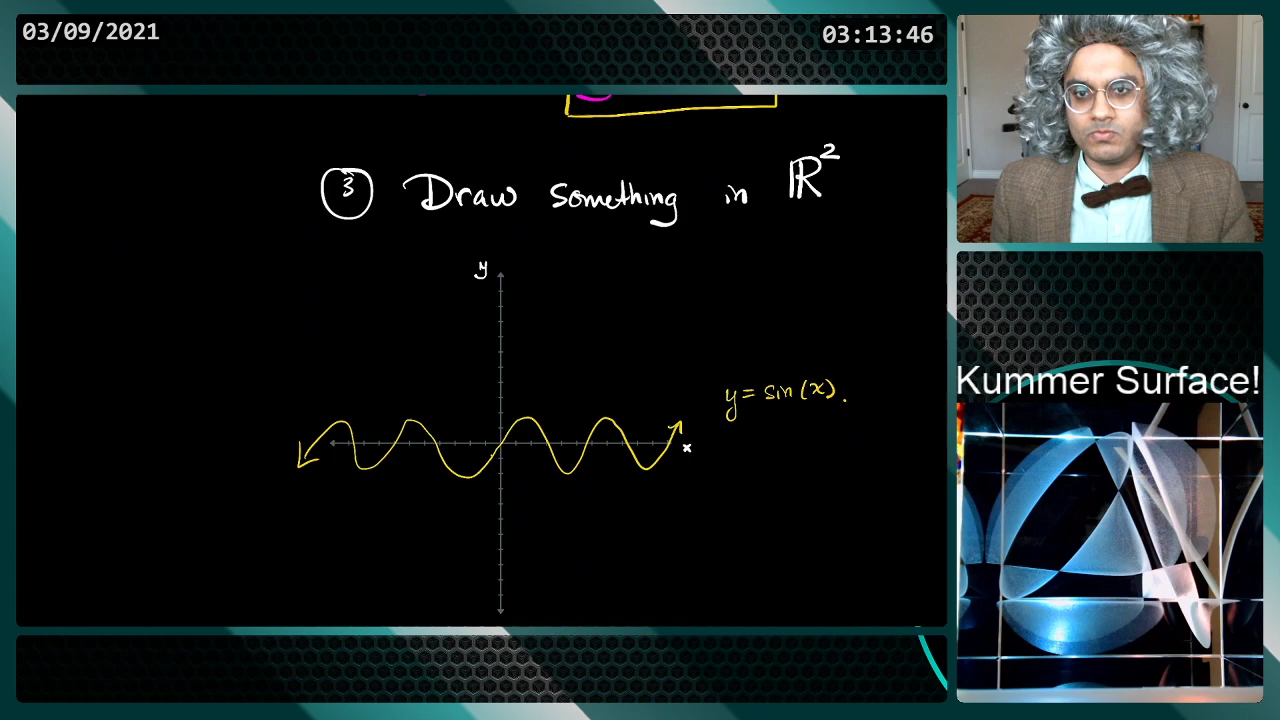 03/09/2021
03:13:46
3 Draw something in ℝ²
y
y = sin(x).
x
Kummer Surface!